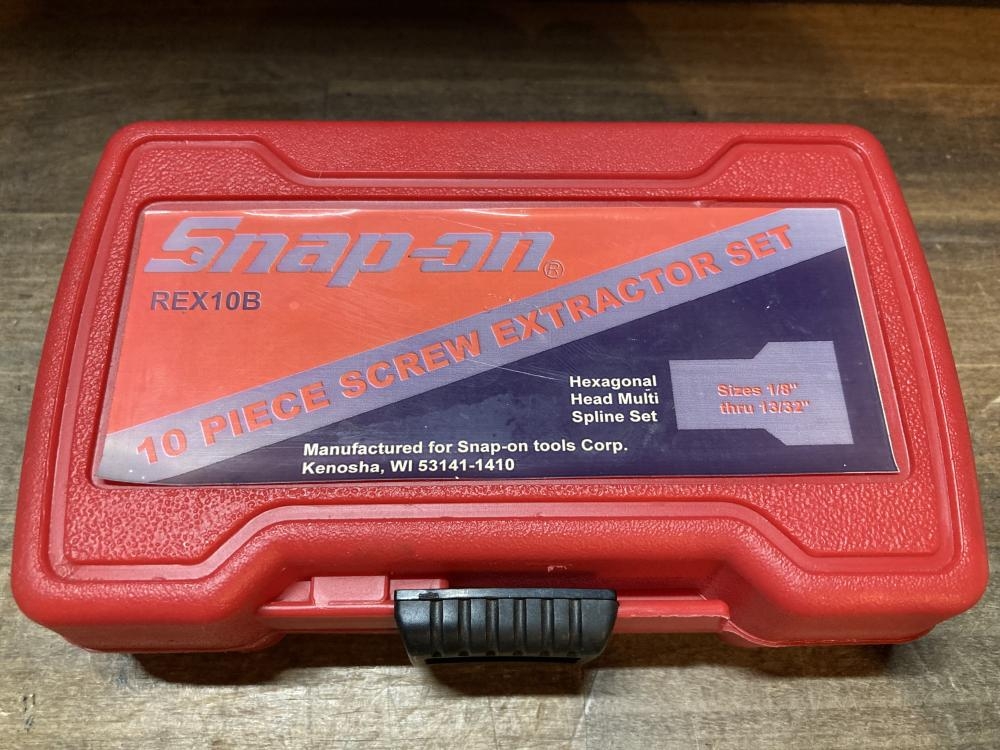 Snap-on®
REX10B
10 PIECE SCREW EXTRACTOR SET
Hexagonal
Head Multi
Spline Set
Sizes 1/8"
thru 13/32"
Manufactured for Snap-on tools Corp.
Kenosha, WI 53141-1410